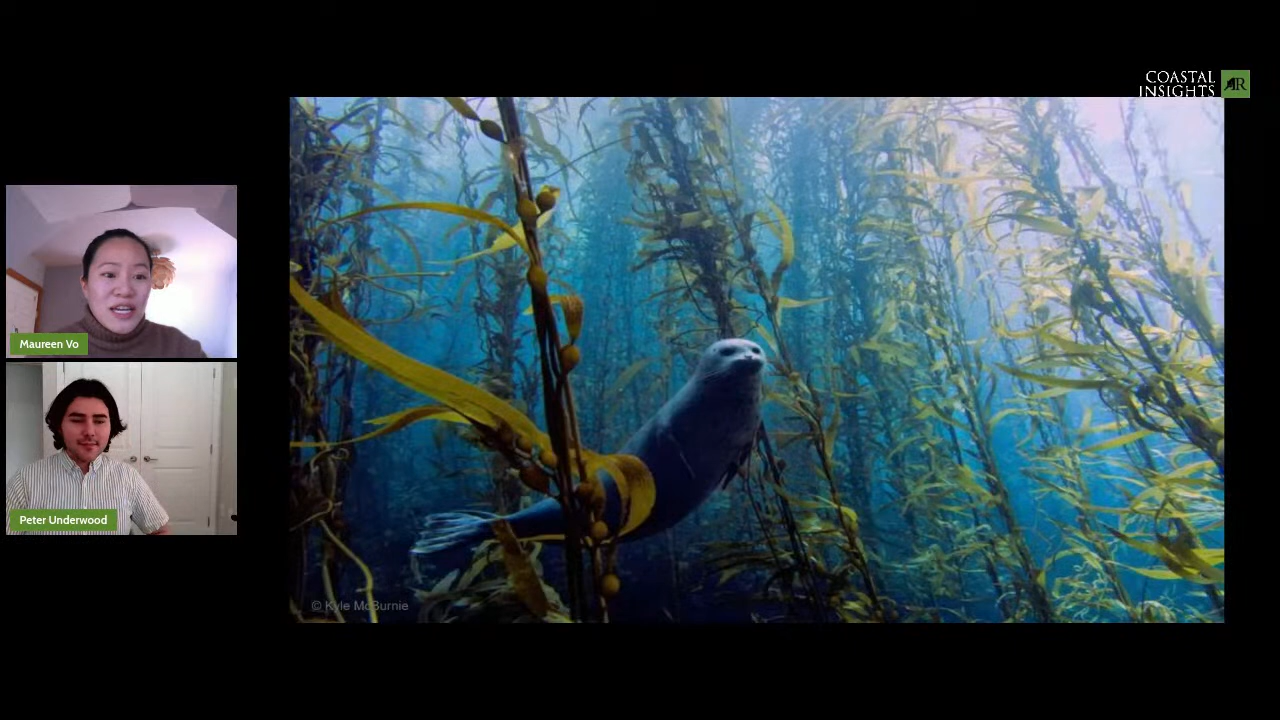 COASTAL
INSIGHTS
Maureen Vo
Peter Underwood
© Kyle McBurnie